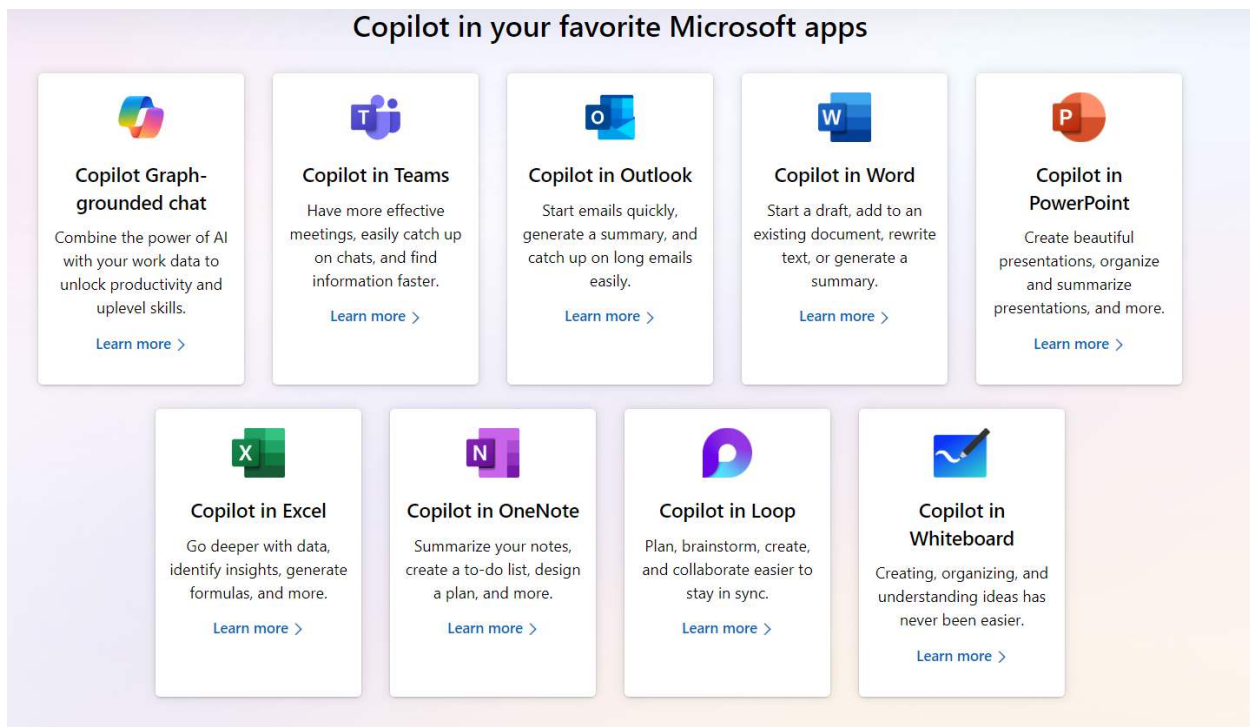 Copilot in your favorite Microsoft apps
Copilot Graph-
grounded chat
Combine the power of AI
with your work data to
unlock productivity and
uplevel skills.
Learn more >
T
Copilot in Teams
Have more effective
meetings, easily catch up
on chats, and find
information faster.
Learn more >
O
Copilot in Outlook
Start emails quickly,
generate a summary, and
catch up on long emails
easily.
Learn more >
W
Copilot in Word
Start a draft, add to an
existing document, rewrite
text, or generate a
summary.
Learn more >
P
Copilot in
PowerPoint
Create beautiful
presentations, organize
and summarize
presentations, and more.
Learn more >
X
Copilot in Excel
Go deeper with data,
identify insights, generate
formulas, and more.
Learn more >
N
Copilot in OneNote
Summarize your notes,
create a to-do list, design
a plan, and more.
Learn more >
Copilot in Loop
Plan, brainstorm, create,
and collaborate easier to
stay in sync.
Learn more >
Copilot in
Whiteboard
Creating, organizing, and
understanding ideas has
never been easier.
Learn more >